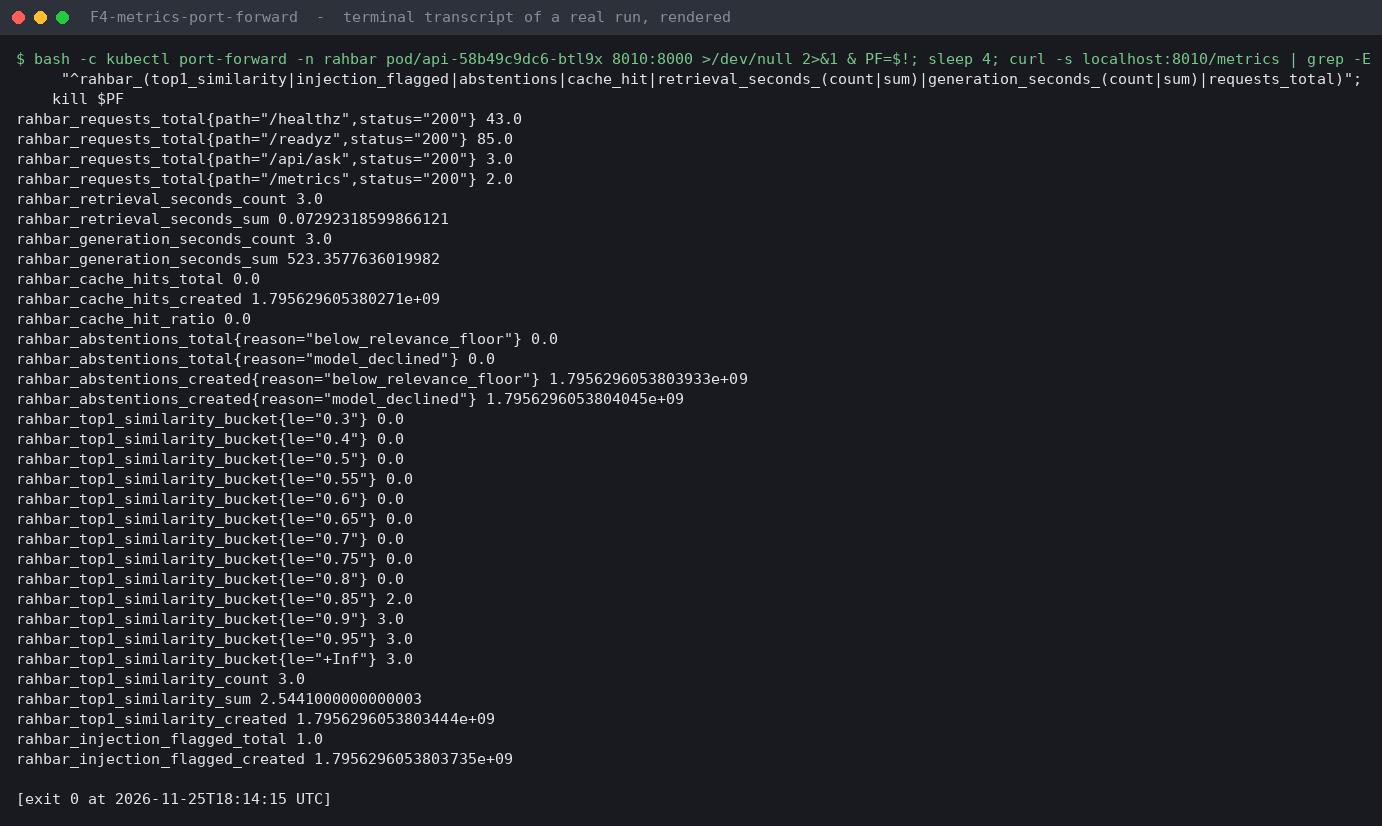 F4-metrics-port-forward  -  terminal transcript of a real run, rendered
$ bash -c kubectl port-forward -n rahbar pod/api-58b49c9dc6-btl9x 8010:8000 >/dev/null 2>&1 & PF=$!; sleep 4; curl -s localhost:8010/metrics | grep -E
"^rahbar_(top1_similarity|injection_flagged|abstentions|cache_hit|retrieval_seconds_(count|sum)|generation_seconds_(count|sum)|requests_total)";
kill $PF
rahbar_requests_total{path="/healthz",status="200"} 43.0
rahbar_requests_total{path="/readyz",status="200"} 85.0
rahbar_requests_total{path="/api/ask",status="200"} 3.0
rahbar_requests_total{path="/metrics",status="200"} 2.0
rahbar_retrieval_seconds_count 3.0
rahbar_retrieval_seconds_sum 0.07292318599866121
rahbar_generation_seconds_count 3.0
rahbar_generation_seconds_sum 523.3577636019982
rahbar_cache_hits_total 0.0
rahbar_cache_hits_created 1.795629605380271e+09
rahbar_cache_hit_ratio 0.0
rahbar_abstentions_total{reason="below_relevance_floor"} 0.0
rahbar_abstentions_total{reason="model_declined"} 0.0
rahbar_abstentions_created{reason="below_relevance_floor"} 1.7956296053803933e+09
rahbar_abstentions_created{reason="model_declined"} 1.7956296053804045e+09
rahbar_top1_similarity_bucket{le="0.3"} 0.0
rahbar_top1_similarity_bucket{le="0.4"} 0.0
rahbar_top1_similarity_bucket{le="0.5"} 0.0
rahbar_top1_similarity_bucket{le="0.55"} 0.0
rahbar_top1_similarity_bucket{le="0.6"} 0.0
rahbar_top1_similarity_bucket{le="0.65"} 0.0
rahbar_top1_similarity_bucket{le="0.7"} 0.0
rahbar_top1_similarity_bucket{le="0.75"} 0.0
rahbar_top1_similarity_bucket{le="0.8"} 0.0
rahbar_top1_similarity_bucket{le="0.85"} 2.0
rahbar_top1_similarity_bucket{le="0.9"} 3.0
rahbar_top1_similarity_bucket{le="0.95"} 3.0
rahbar_top1_similarity_bucket{le="+Inf"} 3.0
rahbar_top1_similarity_count 3.0
rahbar_top1_similarity_sum 2.5441000000000003
rahbar_top1_similarity_created 1.7956296053803444e+09
rahbar_injection_flagged_total 1.0
rahbar_injection_flagged_created 1.7956296053803735e+09
[exit 0 at 2026-11-25T18:14:15 UTC]